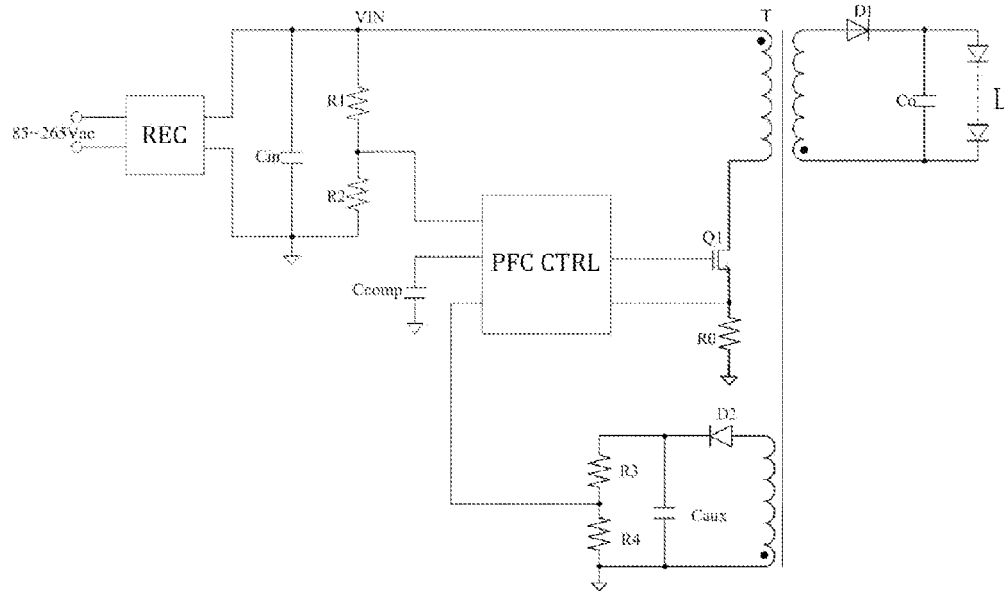 VIN
T
D1
R1
Co
L
85~265Vac
REC
Cin
R2
PFC CTRL
Q1
Ccomp
R0
D2
R3
Caux
R4